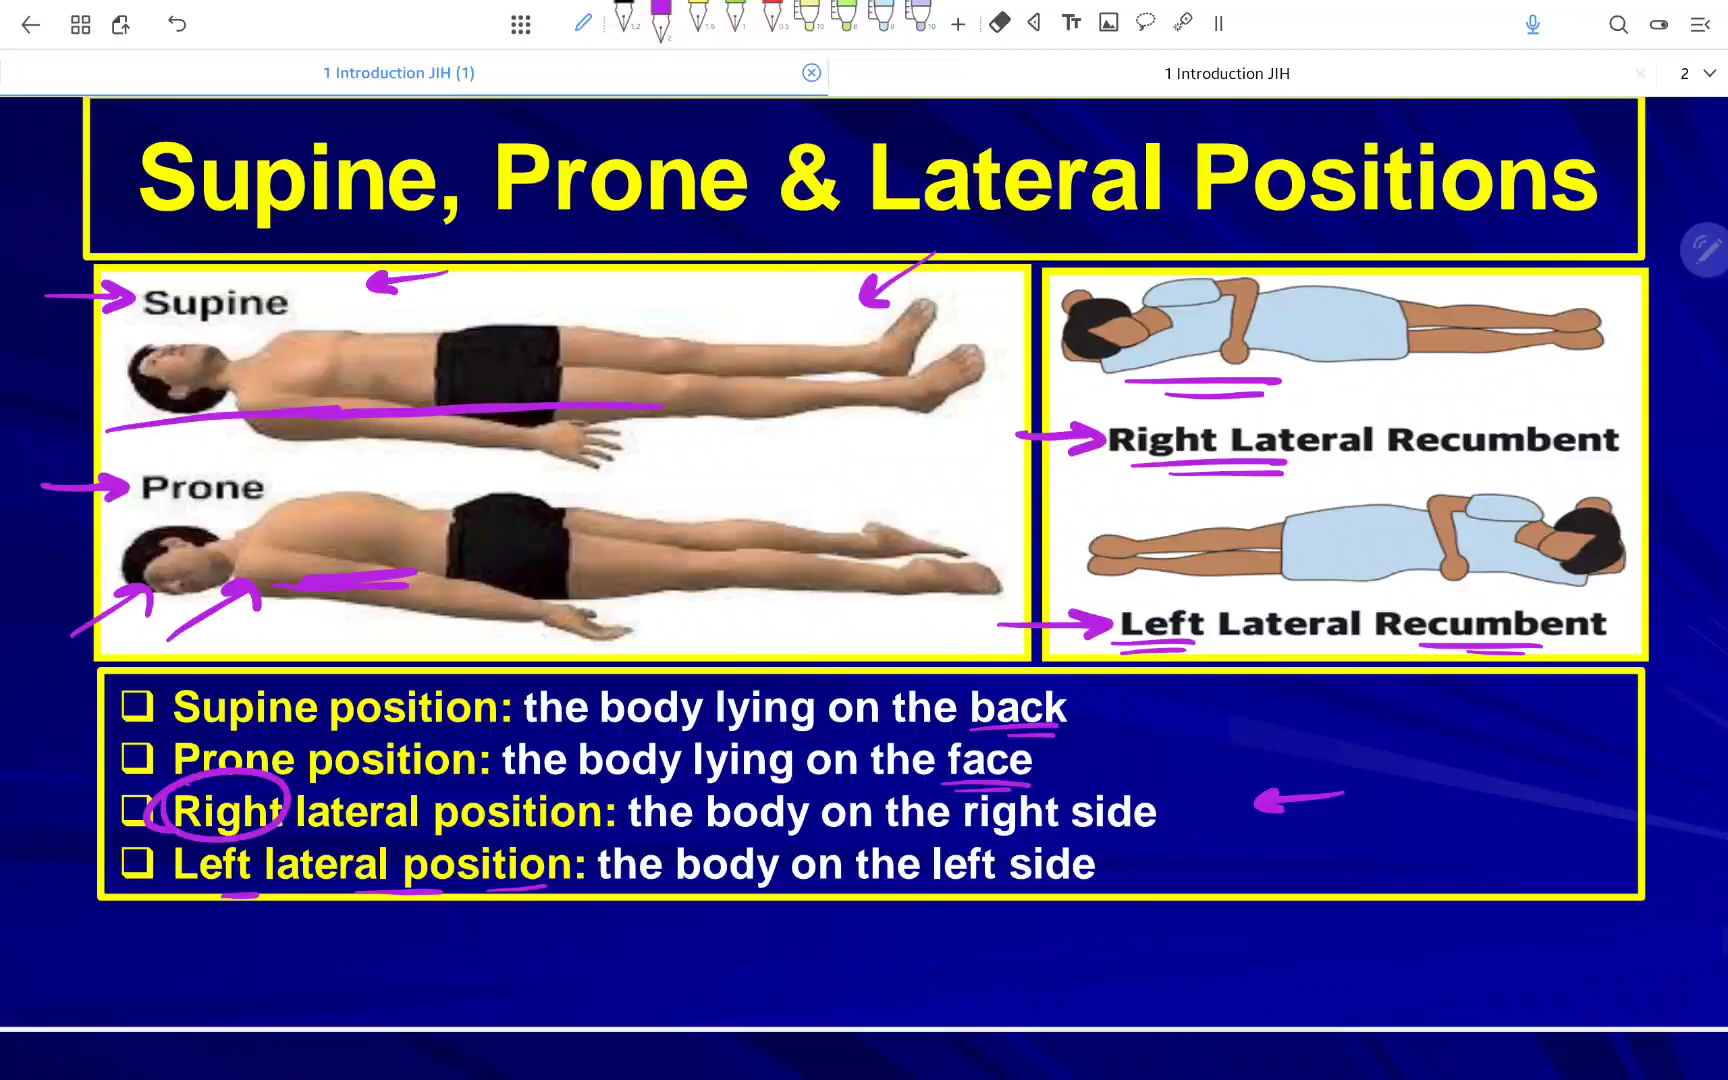 1 Introduction JIH (1)
1 Introduction JIH
2
Supine, Prone & Lateral Positions
Supine
Prone
Right Lateral Recumbent
Left Lateral Recumbent
Supine position: the body lying on the back
Prone position: the body lying on the face
Right lateral position: the body on the right side
Left lateral position: the body on the left side